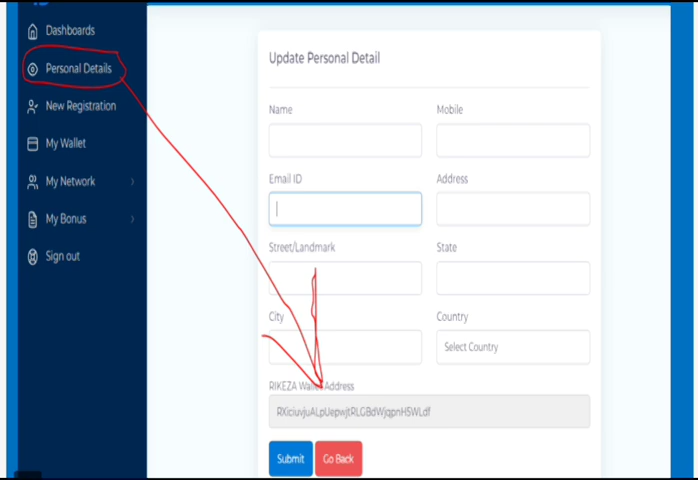 Dashboards
Personal Details
New Registration
My Wallet
My Network
My Bonus
Sign out
Update Personal Detail
Name
Mobile
Email ID
Address
Street/Landmark
State
City
Country
Select Country
RIKEZA Wallet Address
Submit
Go Back